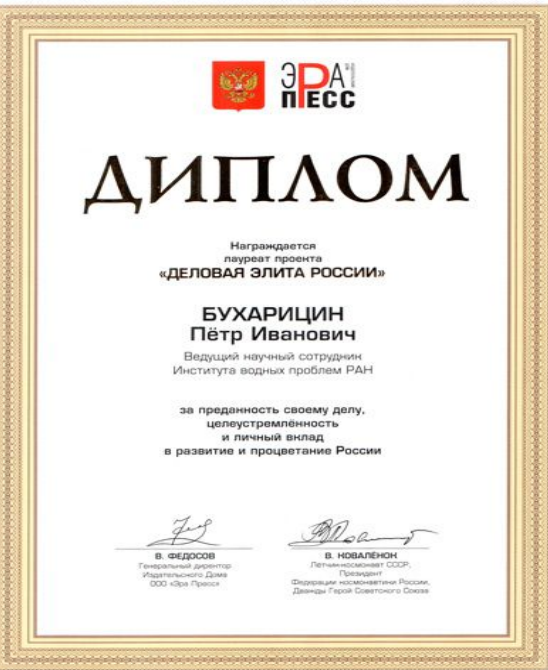 ЭРА
ПРЕСС
ДИПЛОМ
Награждается
лауреат проекта
«ДЕЛОВАЯ ЭЛИТА РОССИИ»
БУХАРИЦИН
Пётр Иванович
Ведущий научный сотрудник
Института водных проблем РАН
за преданность своему делу,
целеустремлённость
и личный вклад
в развитие и процветание России
В. ФЕДОСОВ
Генеральный директор
Издательского Дома
ООО «Эра Пресс»
В. КОВАЛЁНОК
Лётчик-космонавт СССР,
Президент
Федерации космонавтики России,
Дважды Герой Советского Союза